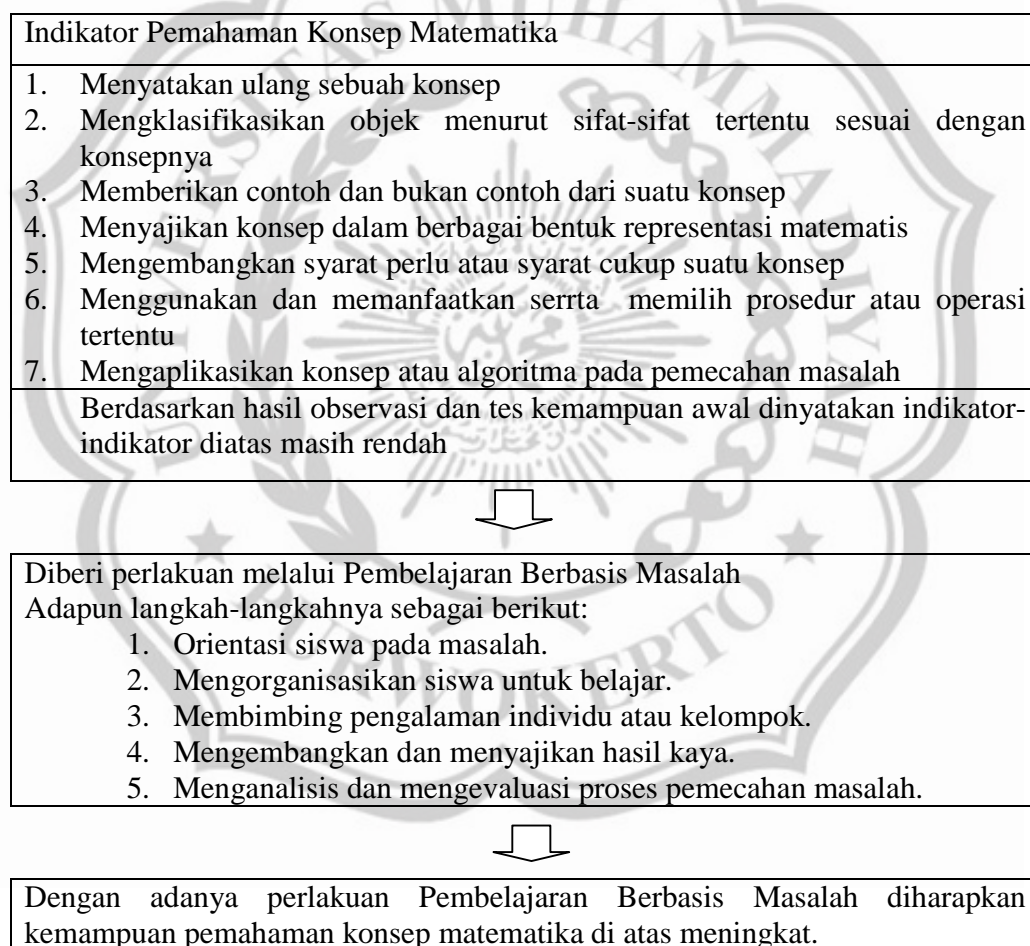 Indikator Pemahaman Konsep Matematika
1. Menyatakan ulang sebuah konsep
2. Mengklasifikasikan objek menurut sifat-sifat tertentu sesuai dengan
konsepnya
3. Memberikan contoh dan bukan contoh dari suatu konsep
4. Menyajikan konsep dalam berbagai bentuk representasi matematis
5. Mengembangkan syarat perlu atau syarat cukup suatu konsep
6. Menggunakan dan memanfaatkan serrta memilih prosedur atau operasi
tertentu
7. Mengaplikasikan konsep atau algoritma pada pemecahan masalah
Berdasarkan hasil observasi dan tes kemampuan awal dinyatakan indikator-
indikator diatas masih rendah
Diberi perlakuan melalui Pembelajaran Berbasis Masalah
Adapun langkah-langkahnya sebagai berikut:
1. Orientasi siswa pada masalah.
2. Mengorganisasikan siswa untuk belajar.
3. Membimbing pengalaman individu atau kelompok.
4. Mengembangkan dan menyajikan hasil kaya.
5. Menganalisis dan mengevaluasi proses pemecahan masalah.
Dengan adanya perlakuan Pembelajaran Berbasis Masalah diharapkan
kemampuan pemahaman konsep matematika di atas meningkat.
UNIVERSITAS MUHAMMADIYAH
PURWOKERTO